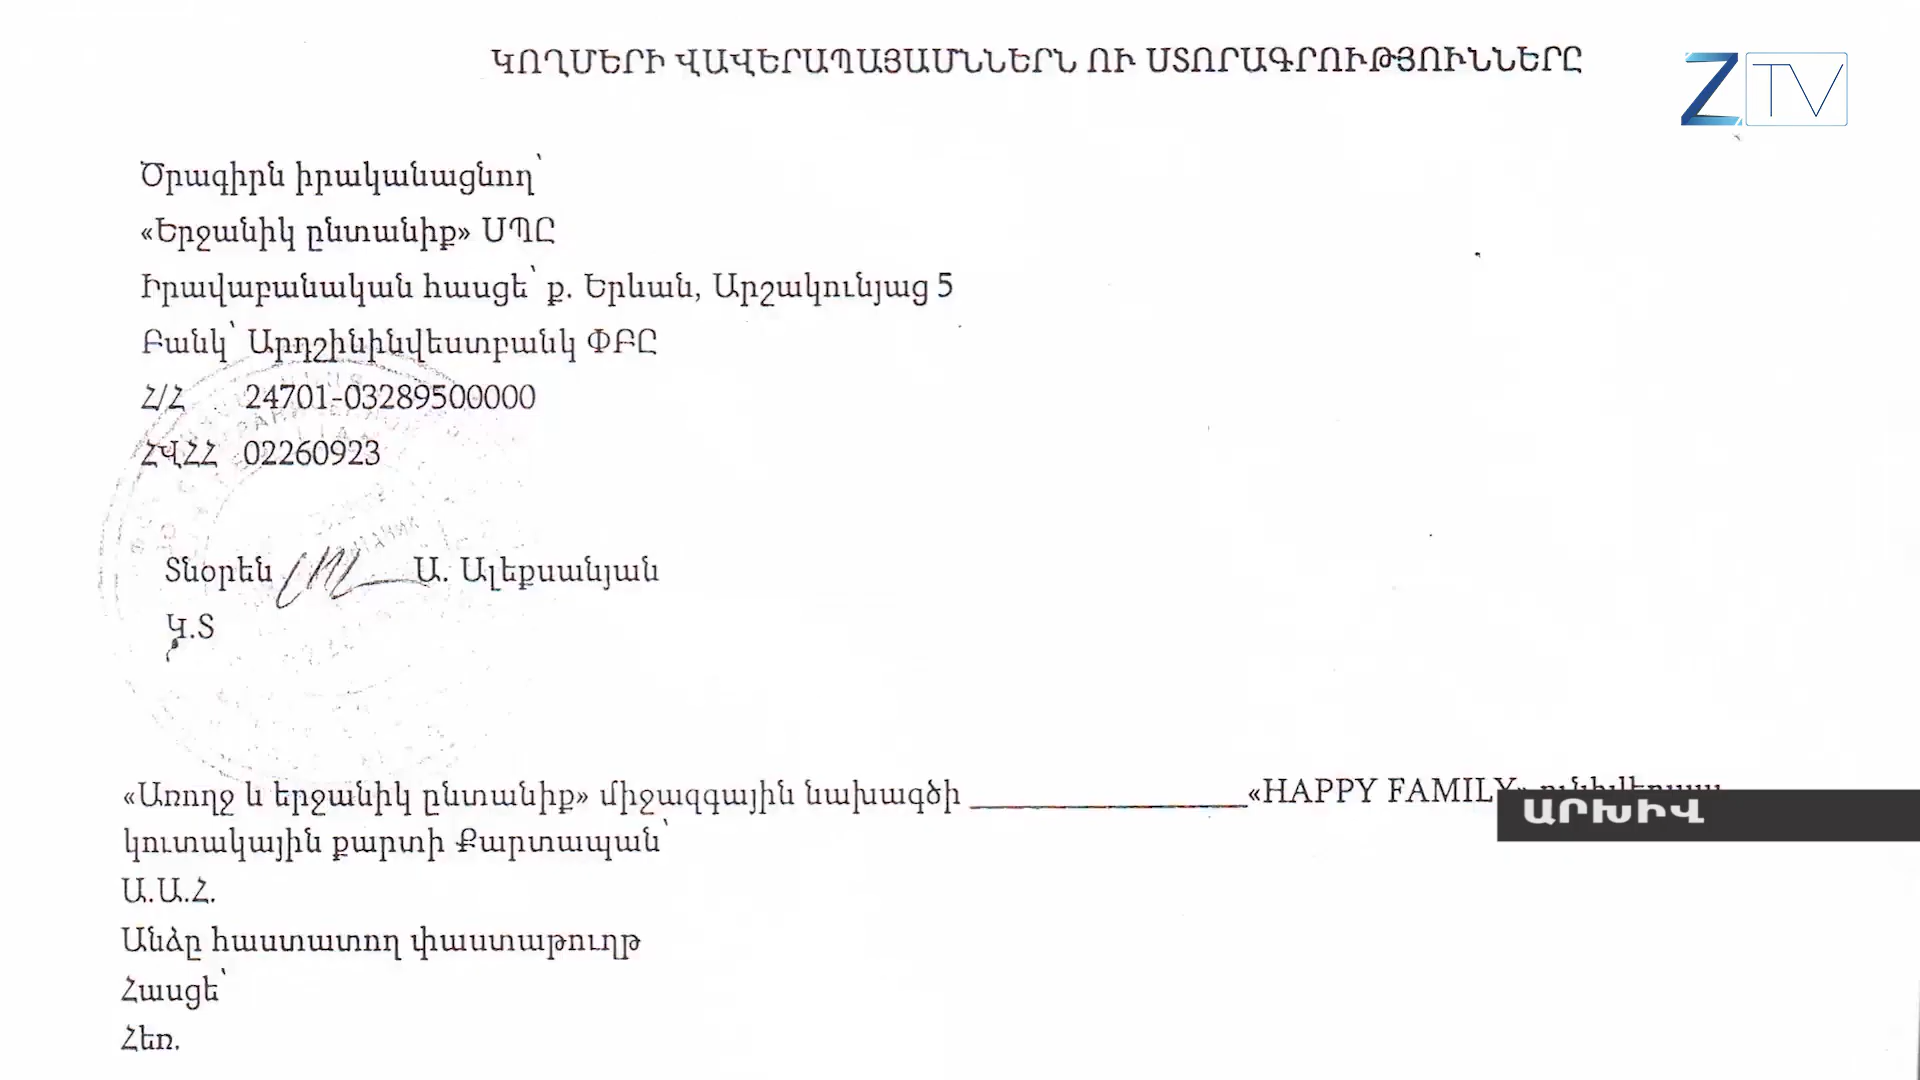 ԿՈՂՄԵՐԻ ՎԱՎԵՐԱՊԱՅԱՄՆՆԵՐՆ ՈՒ ՍՏՈՐԱԳՐՈՒԹՅՈՒՆՆԵՐԸ
ZTV
Ծրագիրն իրականացնող՝
«Երջանիկ ընտանիք» ՍՊԸ
Իրավաբանական հասցե՝ ք. Երևան, Արշակունյաց 5
Բանկ՝ Արդշինինվեստբանկ ՓԲԸ
Հ/Հ 24701-03289500000
ՀՎՀՀ 02260923
Տնօրեն Ա. Ալեքսանյան
Կ.Տ
«Առողջ և երջանիկ ընտանիք» միջազգային նախագծի ________________«HAPPY FAMILY»
ԱՐԽԻՎ
կուտակային քարտի Քարտապան՝
Ա.Ա.Հ.
Անձը հաստատող փաստաթուղթ
Հասցե՝
Հեռ.